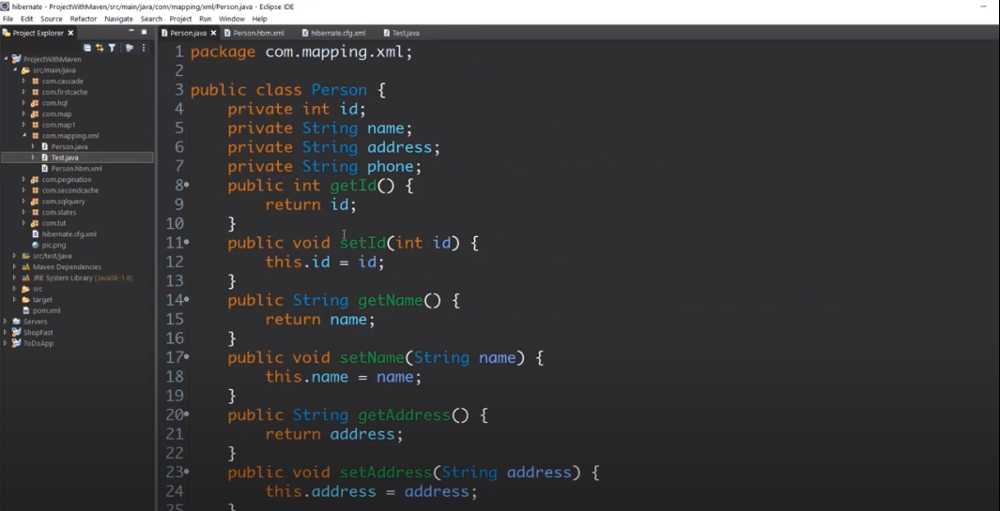 hibernate - ProjectWithMaven/src/main/java/com/mapping/xml/Person.java - Eclipse IDE
File Edit Source Refactor Navigate Search Project Run Window Help
Project Explorer
Person.java Person.hbm.xml hibernate.cfg.xml Test.java
ProjectWithMaven
src/main/java
com.cascade
com.firstcache
com.hql
com.map
com.map1
com.mapping.xml
Person.java
Test.java
Person.hbm.xml
com.pegination
com.secondcache
com.sqlquery
com.states
com.tut
hibernate.cfg.xml
pic.png
src/test/java
Maven Dependencies
JRE System Library [JavaSE-1.8]
src
target
pom.xml
Servers
ShopFast
ToDoApp
1 package com.mapping.xml;
2
3 public class Person {
4 private int id;
5 private String name;
6 private String address;
7 private String phone;
8 public int getId() {
9 return id;
10 }
11 public void setId(int id) {
12 this.id = id;
13 }
14 public String getName() {
15 return name;
16 }
17 public void setName(String name) {
18 this.name = name;
19 }
20 public String getAddress() {
21 return address;
22 }
23 public void setAddress(String address) {
24 this.address = address;
25 }